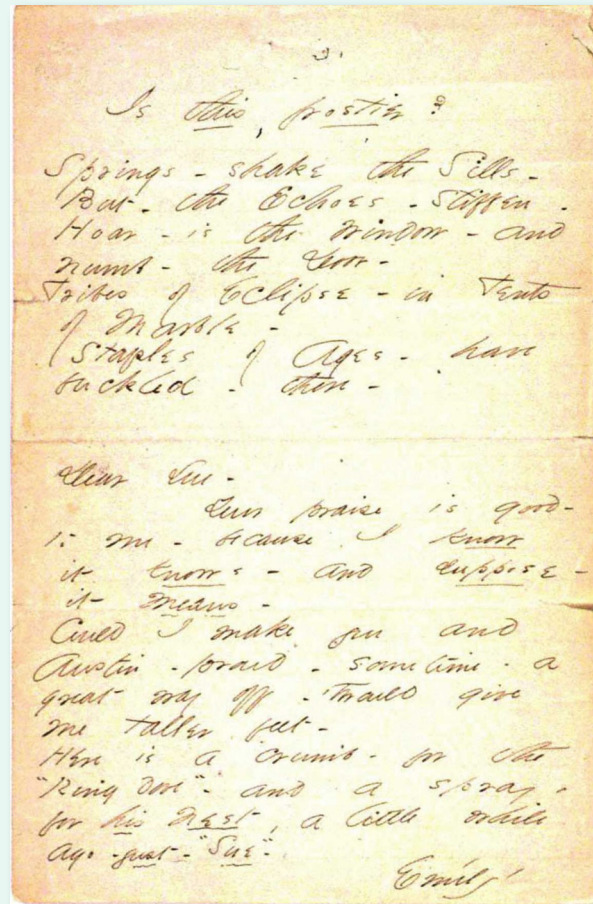 Is this, frostier?
Springs - shake the Sills -
But - the Echoes - stiffen -
Hoar - is the Window - and
numb - the Door -
Tribes of Eclipse - in Tents
of Marble -
Staples of Ages - have
buckled - there -
Dear Sue -
Your praise is good -
to me - because I know
it knows - and suppose -
it means -
Could I make you and
Austin - proud - sometime - a
great way off - 'twould give
me taller feet -
Here is a crumb - for the
"Ring dove" - and a spray -
for his Nest, a little while
ago - just - "Sue".
Emily